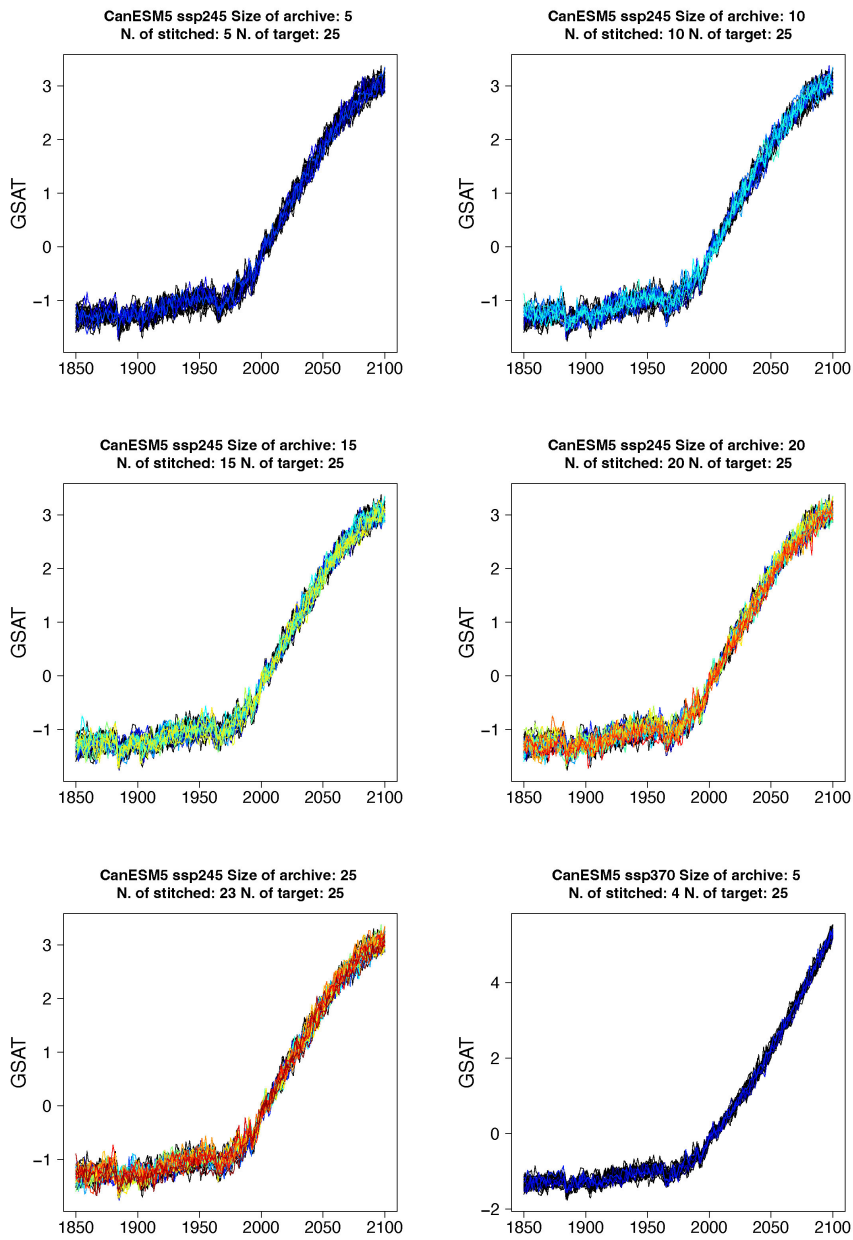 CanESM5 ssp245 Size of archive: 5
N. of stitched: 5 N. of target: 25
3
2
1
0
−1
GSAT
1850 1900 1950 2000 2050 2100
CanESM5 ssp245 Size of archive: 10
N. of stitched: 10 N. of target: 25
3
2
1
0
−1
GSAT
1850 1900 1950 2000 2050 2100
CanESM5 ssp245 Size of archive: 15
N. of stitched: 15 N. of target: 25
3
2
1
0
−1
GSAT
1850 1900 1950 2000 2050 2100
CanESM5 ssp245 Size of archive: 20
N. of stitched: 20 N. of target: 25
3
2
1
0
−1
GSAT
1850 1900 1950 2000 2050 2100
CanESM5 ssp245 Size of archive: 25
N. of stitched: 23 N. of target: 25
3
2
1
0
−1
GSAT
1850 1900 1950 2000 2050 2100
CanESM5 ssp370 Size of archive: 5
N. of stitched: 4 N. of target: 25
4
2
0
−2
GSAT
1850 1900 1950 2000 2050 2100